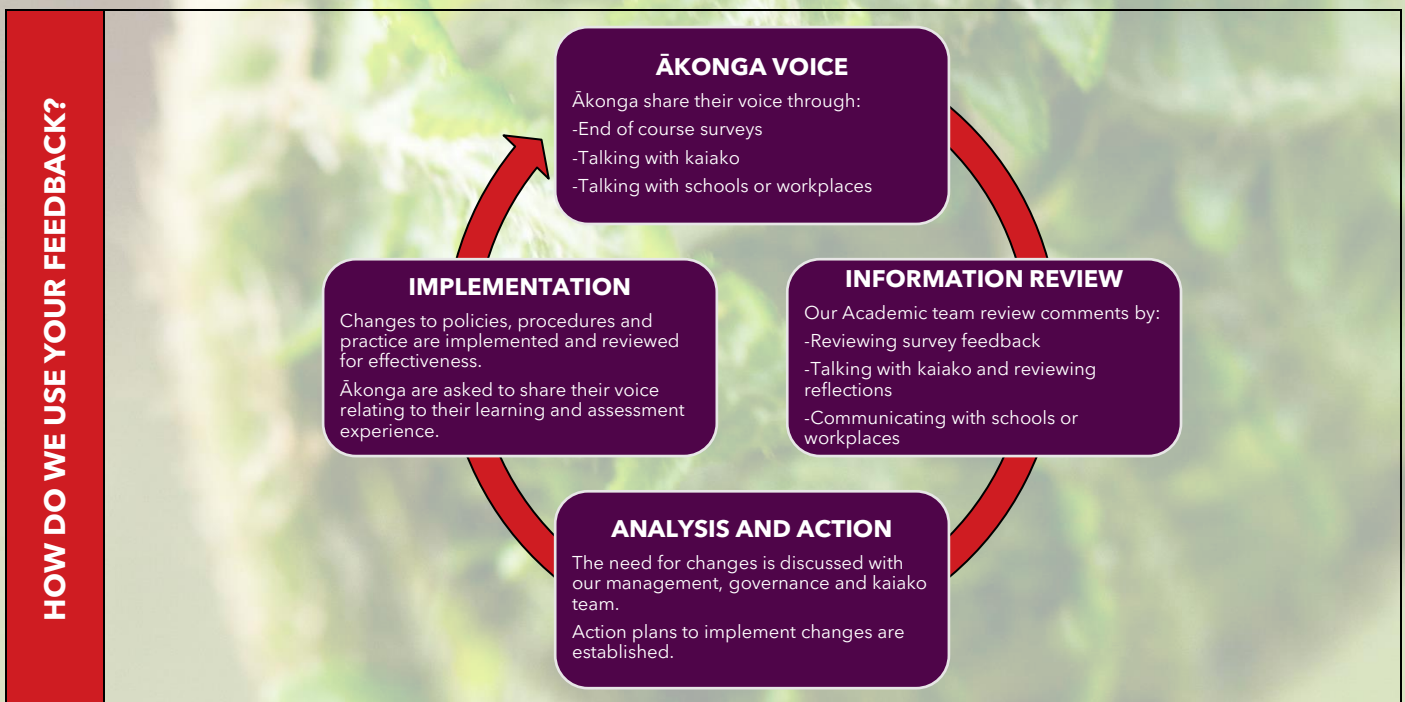 HOW DO WE USE YOUR FEEDBACK?
ĀKONGA VOICE
Ākonga share their voice through:
-End of course surveys
-Talking with kaiako
-Talking with schools or workplaces
INFORMATION REVIEW
Our Academic team review comments by:
-Reviewing survey feedback
-Talking with kaiako and reviewing
reflections
-Communicating with schools or
workplaces
ANALYSIS AND ACTION
The need for changes is discussed with
our management, governance and kaiako
team.
Action plans to implement changes are
established.
IMPLEMENTATION
Changes to policies, procedures and
practice are implemented and reviewed
for effectiveness.
Ākonga are asked to share their voice
relating to their learning and assessment
experience.